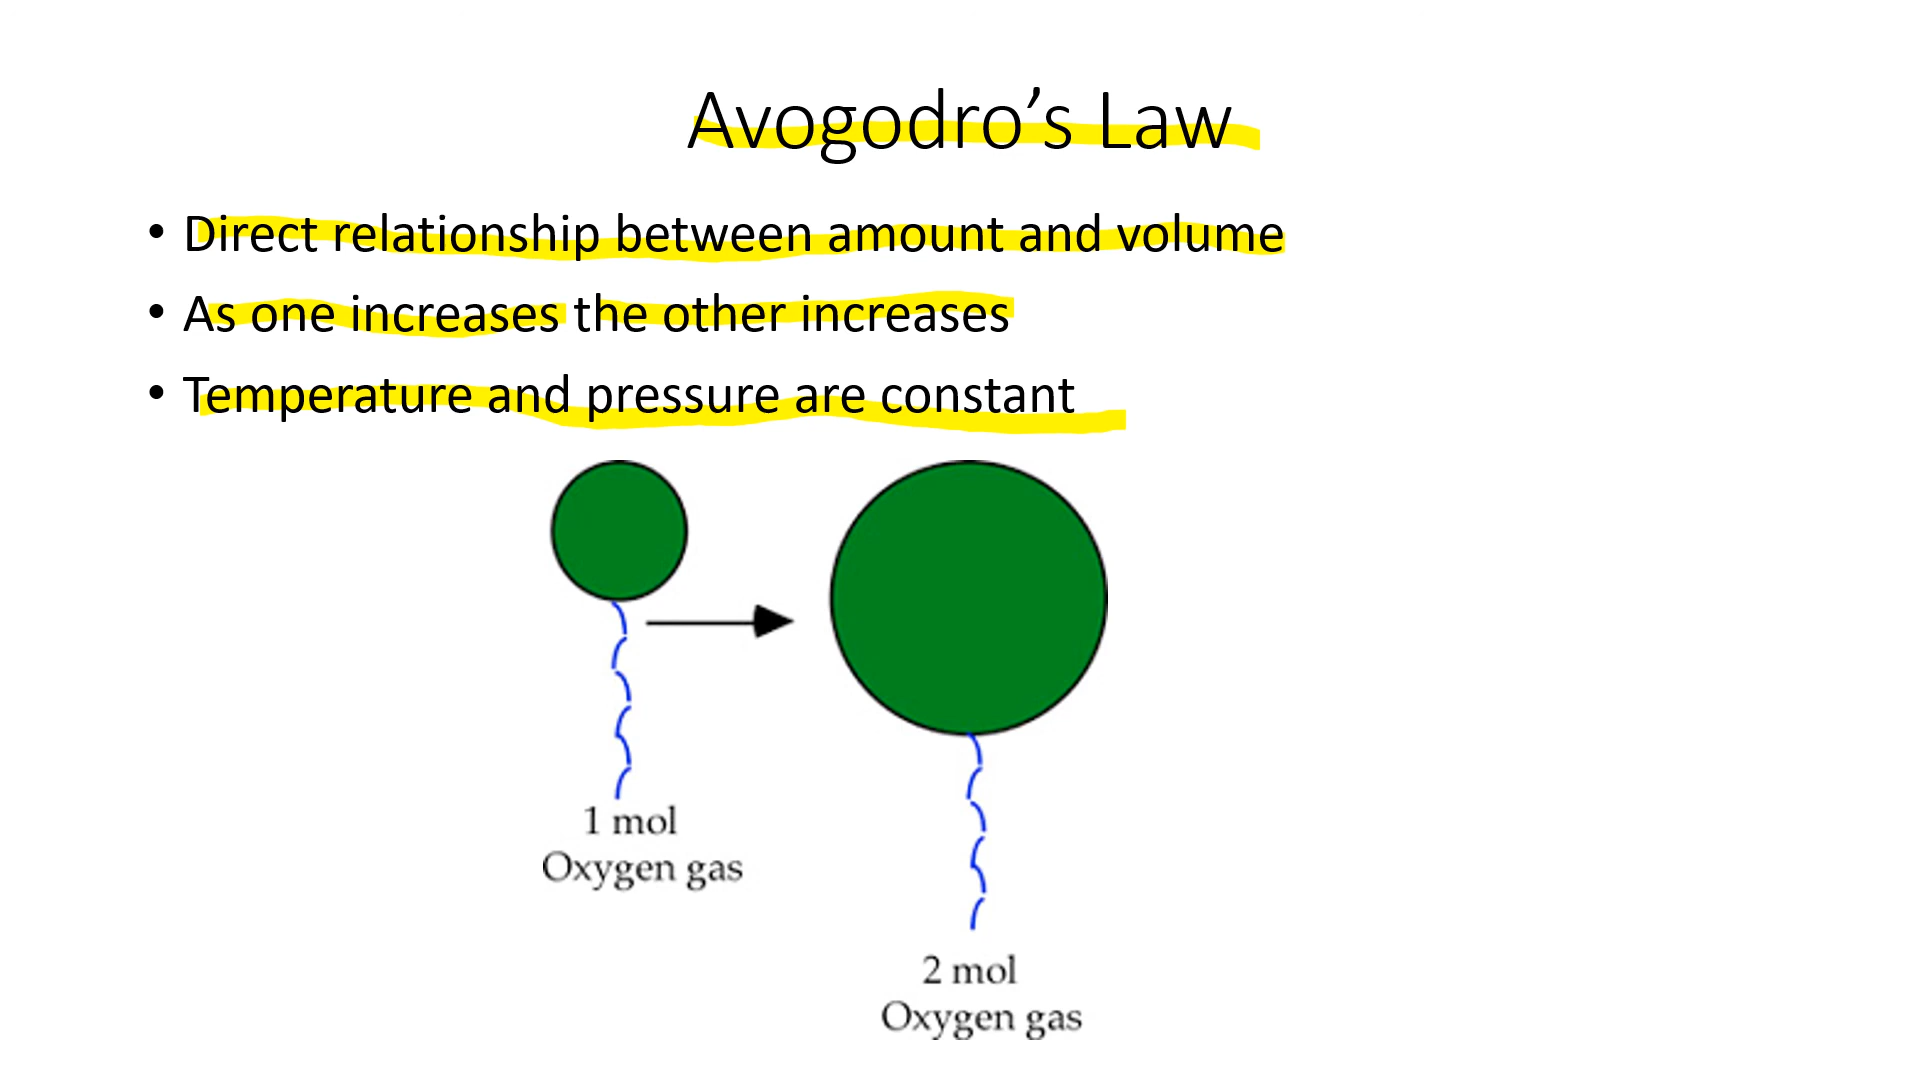 Avogodro’s Law
• Direct relationship between amount and volume
• As one increases the other increases
• Temperature and pressure are constant
1 mol
Oxygen gas
2 mol
Oxygen gas